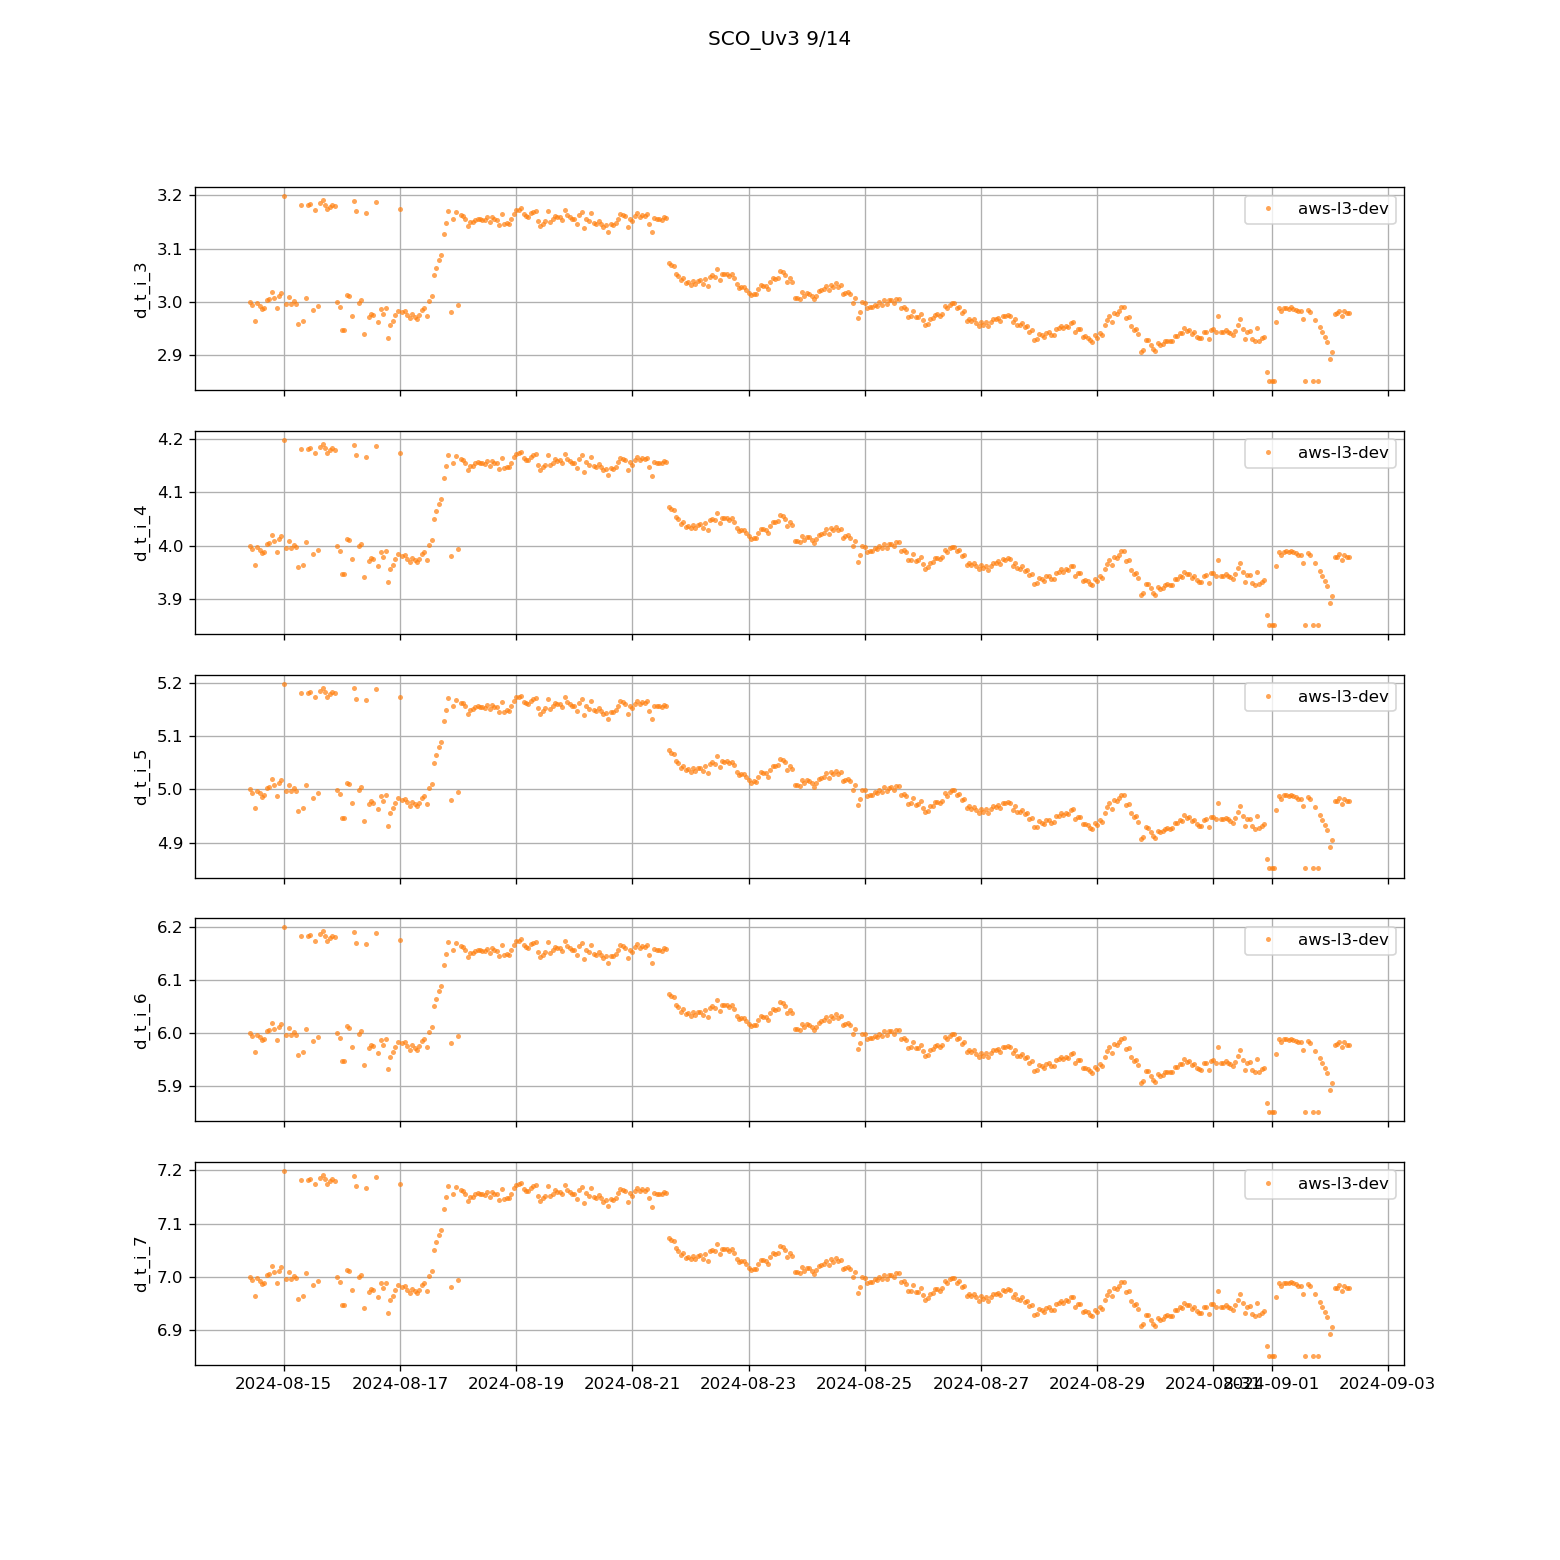 SCO_Uv3 9/14
3.2
3.1
3.0
2.9
d_t_i_3
aws-l3-dev
4.2
4.1
4.0
3.9
d_t_i_4
aws-l3-dev
5.2
5.1
5.0
4.9
d_t_i_5
aws-l3-dev
6.2
6.1
6.0
5.9
d_t_i_6
aws-l3-dev
7.2
7.1
7.0
6.9
d_t_i_7
aws-l3-dev
2024-08-15 2024-08-17 2024-08-19 2024-08-21 2024-08-23 2024-08-25 2024-08-27 2024-08-29 2024-08-31 2024-09-01 2024-09-03